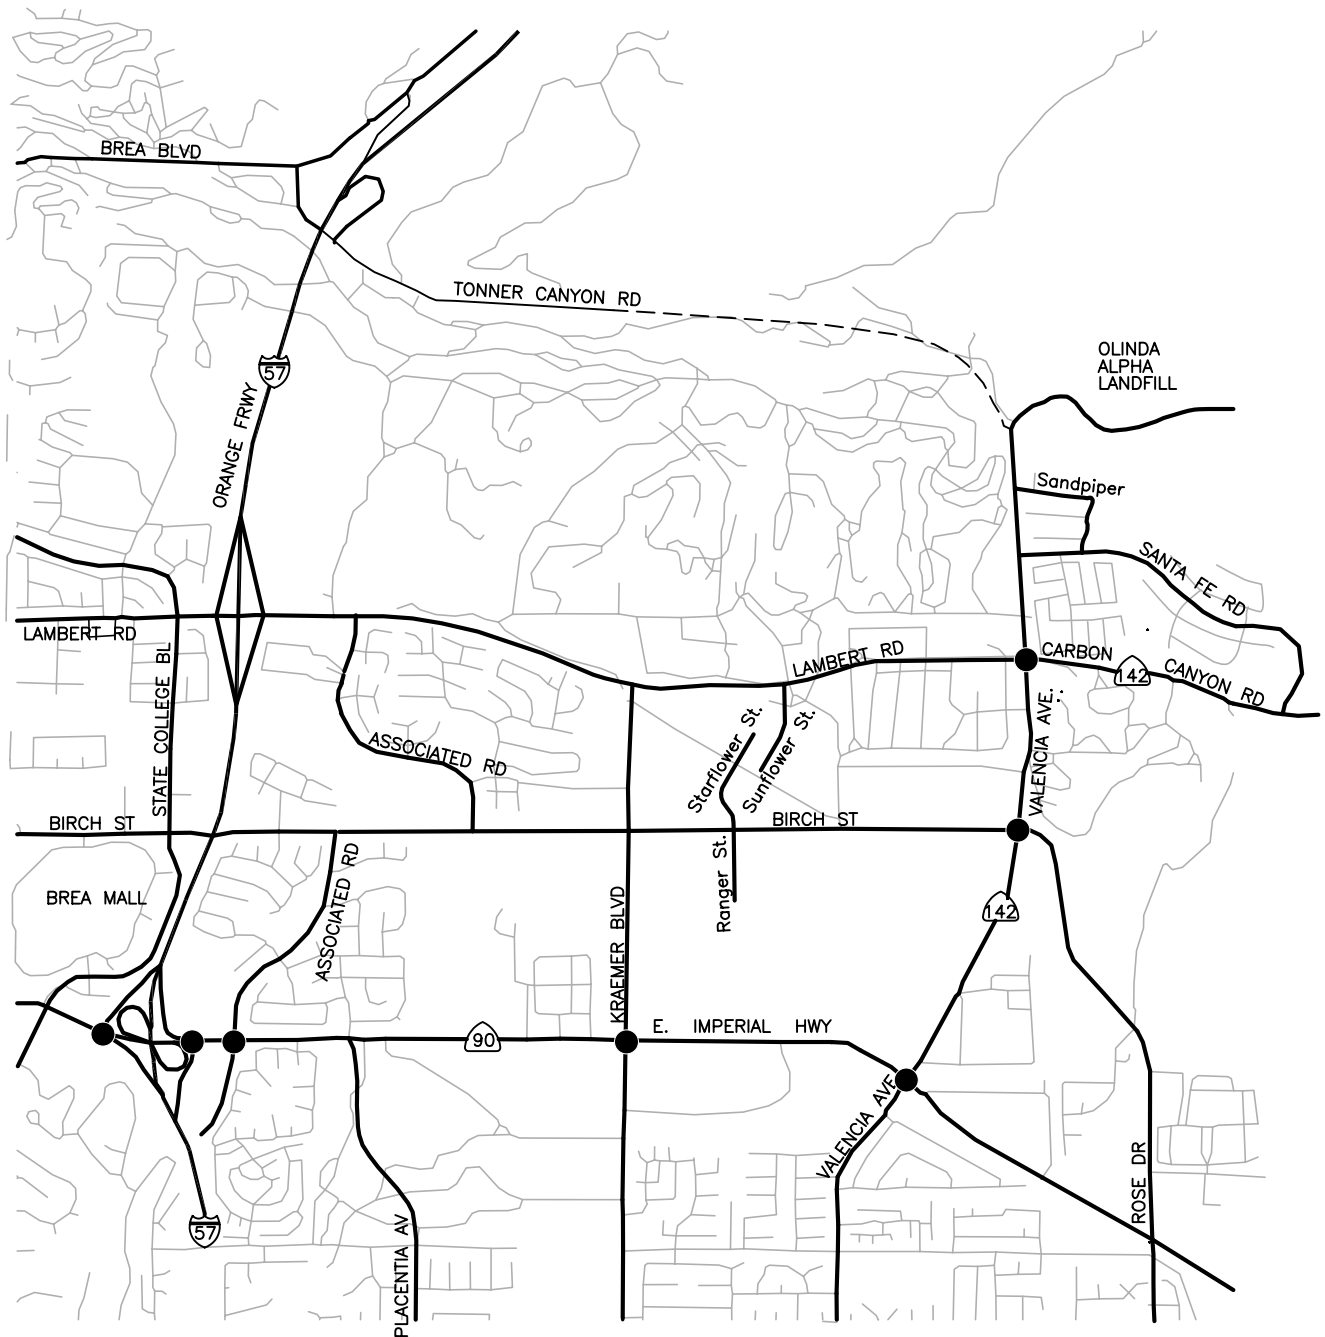 BREA BLVD
TONNER CANYON RD
OLINDA
ALPHA
LANDFILL
57
ORANGE FRWY
Sandpiper
SANTA FE RD
LAMBERT RD
STATE COLLEGE BL
LAMBERT RD
CARBON
142
CANYON RD
VALENCIA AVE.
ASSOCIATED RD
Starflower St.
Sunflower St.
BIRCH ST
BIRCH ST
Ranger St.
ASSOCIATED RD
BREA MALL
KRAEMER BLVD
142
90
E. IMPERIAL HWY
VALENCIA AVE
ROSE DR
57
PLACENTIA AV